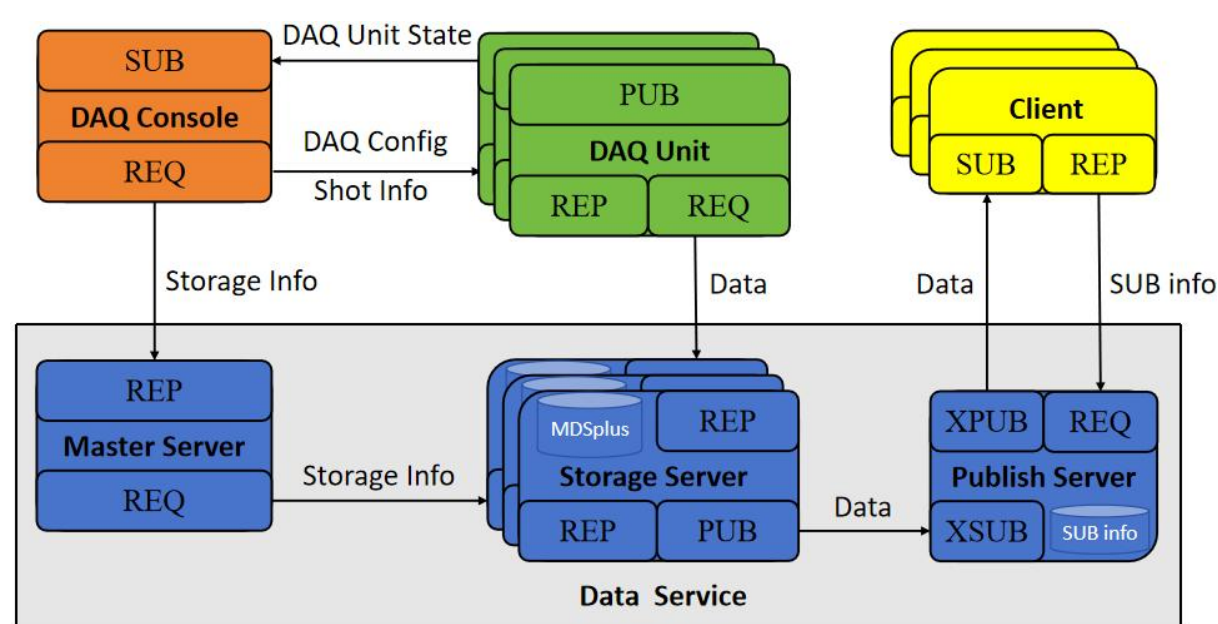 DAQ Unit State
SUB
DAQ Console
REQ
DAQ Config
Shot Info
PUB
DAQ Unit
REP REQ
Client
SUB REP
Storage Info
Data
Data
SUB info
REP
Master Server
REQ
Storage Info
MDSplus
REP
Storage Server
REP PUB
Data
XPUB REQ
Publish Server
XSUB
SUB info
Data Service